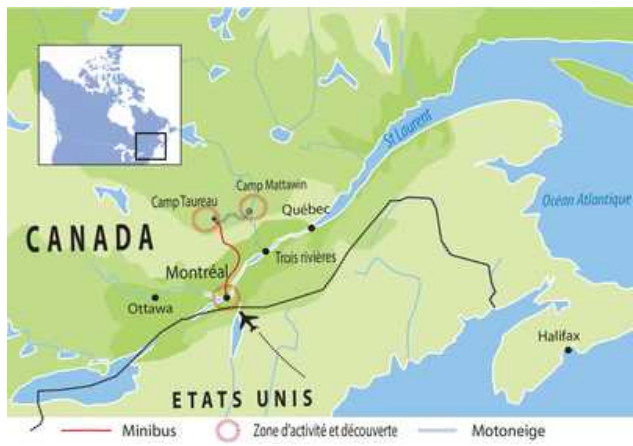 St Laurent
Camp Mattawin
Camp Taureau
Océan Atlantique
Québec
CANADA
Trois rivières
Montréal
Ottawa
Halifax
ETATS UNIS
Minibus
Zone d'activité et découverte
Motoneige